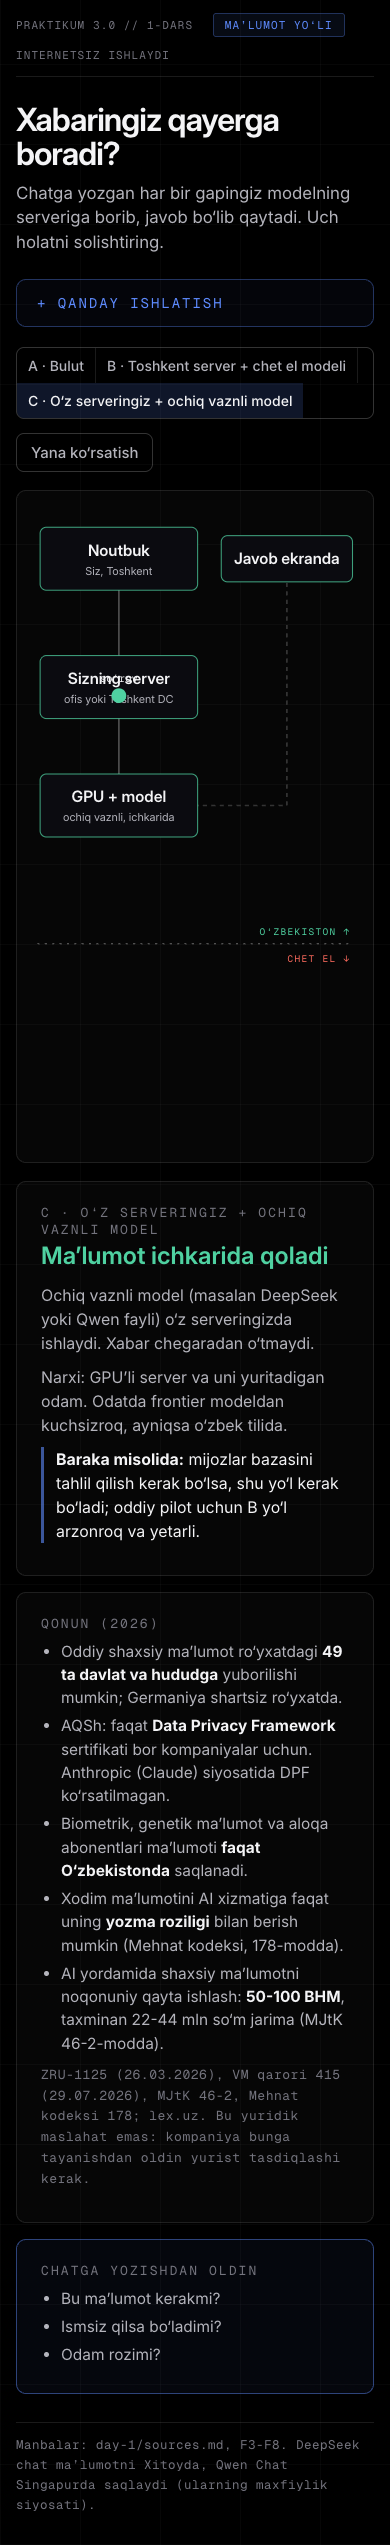 PRAKTIKUM 3.0 // 1-DARS
MA’LUMOT YO‘LI
INTERNETSIZ ISHLAYDI
Xabaringiz qayerga
boradi?
Chatga yozgan har bir gapingiz modelning
serveriga borib, javob bo‘lib qaytadi. Uch
holatni solishtiring.
+ QANDAY ISHLATISH
A · Bulut
B · Toshkent server + chet el modeli
C · O‘z serveringiz + ochiq vaznli model
Yana ko‘rsatish
Noutbuk
Siz, Toshkent
Javob ekranda
Sizning server
ofis yoki Toshkent DC
GPU + model
ochiq vaznli, ichkarida
O‘ZBEKISTON ↑
CHET EL ↓
C · O‘Z SERVERINGIZ + OCHIQ
VAZNLI MODEL
Ma’lumot ichkarida qoladi
Ochiq vaznli model (masalan DeepSeek
yoki Qwen fayli) o‘z serveringizda
ishlaydi. Xabar chegaradan o‘tmaydi.
Narxi: GPU’li server va uni yuritadigan
odam. Odatda frontier modeldan
kuchsizroq, ayniqsa o‘zbek tilida.
Baraka misolida: mijozlar bazasini
tahlil qilish kerak bo‘lsa, shu yo‘l kerak
bo‘ladi; oddiy pilot uchun B yo‘l
arzonroq va yetarli.
QONUN (2026)
• Oddiy shaxsiy ma’lumot ro‘yxatdagi 49
ta davlat va hududga yuborilishi
mumkin; Germaniya shartsiz ro‘yxatda.
• AQSh: faqat Data Privacy Framework
sertifikati bor kompaniyalar uchun.
Anthropic (Claude) siyosatida DPF
ko‘rsatilmagan.
• Biometrik, genetik ma’lumot va aloqa
abonentlari ma’lumoti faqat
O‘zbekistonda saqlanadi.
• Xodim ma’lumotini AI xizmatiga faqat
uning yozma roziligi bilan berish
mumkin (Mehnat kodeksi, 178-modda).
• AI yordamida shaxsiy ma’lumotni
noqonuniy qayta ishlash: 50-100 BHM,
taxminan 22-44 mln so‘m jarima (MJtK
46-2-modda).
ZRU-1125 (26.03.2026), VM qarori 415
(29.07.2026), MJtK 46-2, Mehnat
kodeksi 178; lex.uz. Bu yuridik
maslahat emas: kompaniya bunga
tayanishdan oldin yurist tasdiqlashi
kerak.
CHATGA YOZISHDAN OLDIN
• Bu ma’lumot kerakmi?
• Ismsiz qilsa bo‘ladimi?
• Odam rozimi?
Manbalar: day-1/sources.md, F3-F8. DeepSeek
chat ma’lumotni Xitoyda, Qwen Chat
Singapurda saqlaydi (ularning maxfiylik
siyosati).